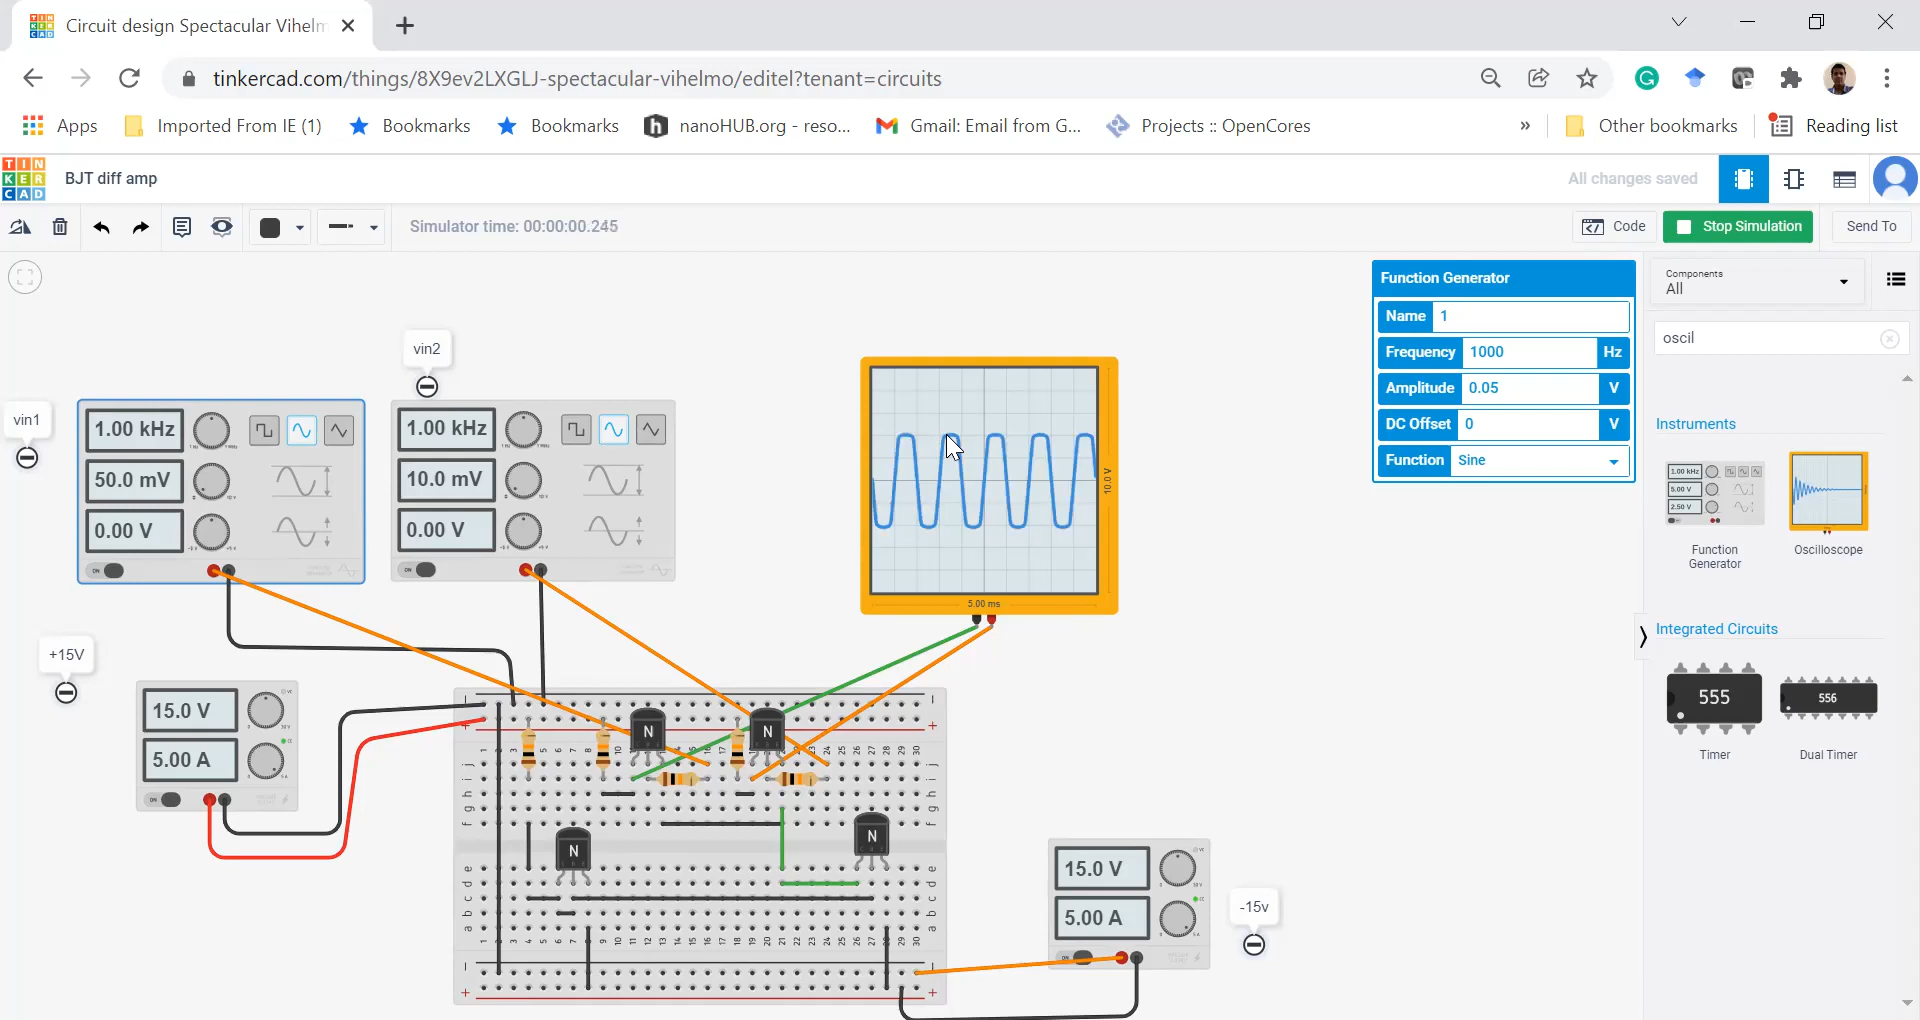 Circuit design Spectacular Vihelm
tinkercad.com/things/8X9ev2LXGLJ-spectacular-vihelmo/editel?tenant=circuits
Apps Imported From IE (1) Bookmarks Bookmarks nanoHUB.org - reso... Gmail: Email from G... Projects :: OpenCores » Other bookmarks Reading list
TINKERCAD BJT diff amp All changes saved
Simulator time: 00:00:00.245 Code Stop Simulation Send To
Function Generator
Name 1
Frequency 1000 Hz
Amplitude 0.05 V
DC Offset 0 V
Function Sine
Components
All
oscil
Instruments
Function Generator
Oscilloscope
Integrated Circuits
555
556
Timer
Dual Timer
vin1
1.00 kHz
50.0 mV
0.00 V
ON
vin2
1.00 kHz
10.0 mV
0.00 V
ON
10.0 V
5.00 ms
+15V
15.0 V
5.00 A
ON
N
N
N
N
15.0 V
5.00 A
ON
-15v